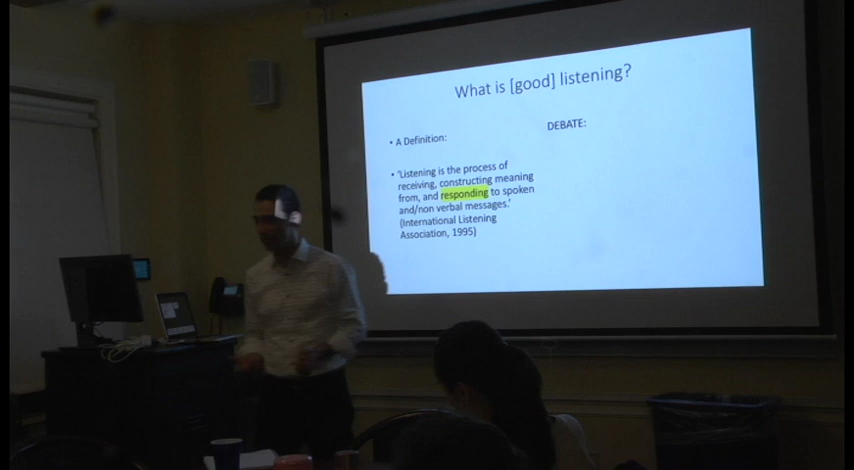 What is [good] listening?
• A Definition:
DEBATE:
• 'Listening is the process of
receiving, constructing meaning
from, and responding to spoken
and/non verbal messages.'
(International Listening
Association, 1995)